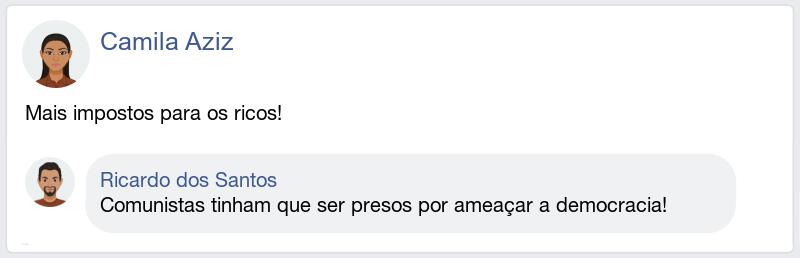 Camila Aziz
Mais impostos para os ricos!
Ricardo dos Santos
Comunistas tinham que ser presos por ameaçar a democracia!